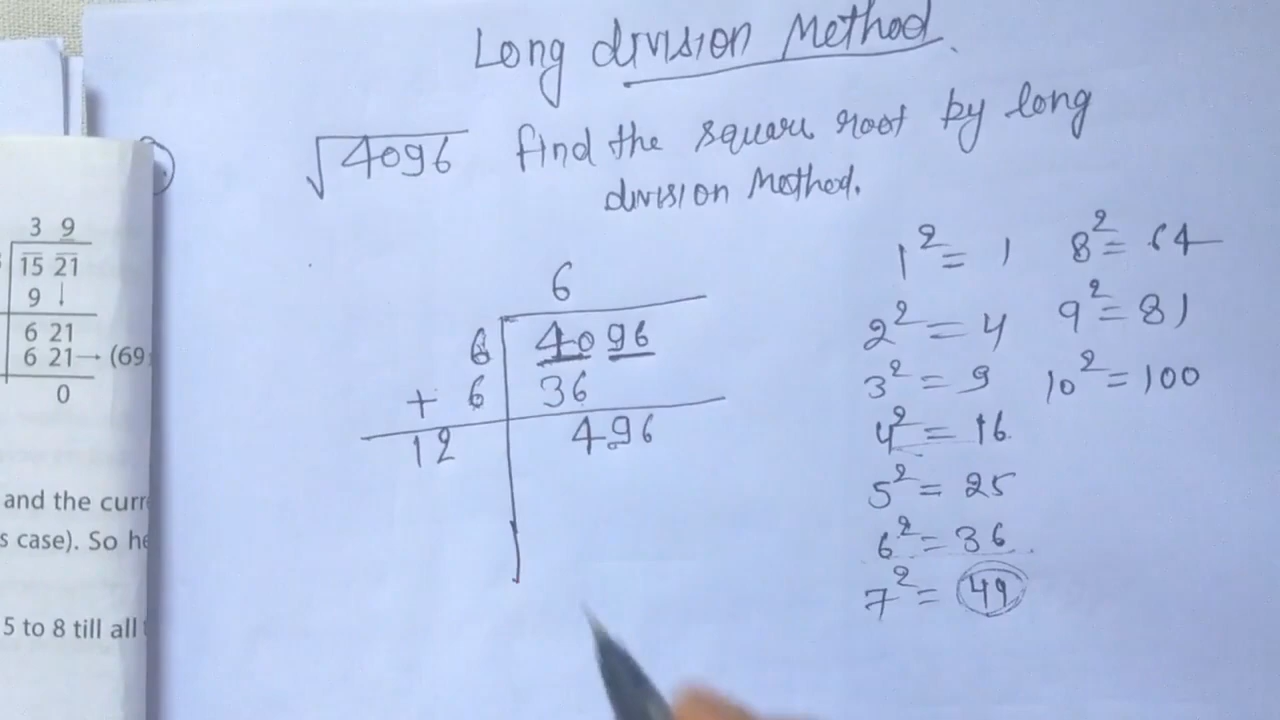 Long division Method.
√4096 find the square root by long
division Method.
3 9
15 21
9 ↓
6 21
6 21 → (69
0
and the curr
s case). So he
5 to 8 till all
6
6 4096
+ 6 36
12 496
1² = 1
2² = 4
3² = 9
4² = 16
5² = 25
6² = 36
7² = 49
8² = 64
9² = 81
10² = 100